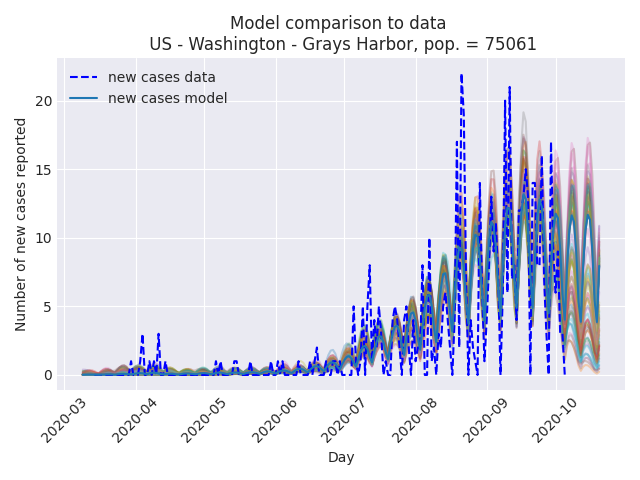 Model comparison to data
US - Washington - Grays Harbor, pop. = 75061
new cases data
new cases model
Number of new cases reported
20
15
10
5
0
2020-03
2020-04
2020-05
2020-06
2020-07
2020-08
2020-09
2020-10
Day